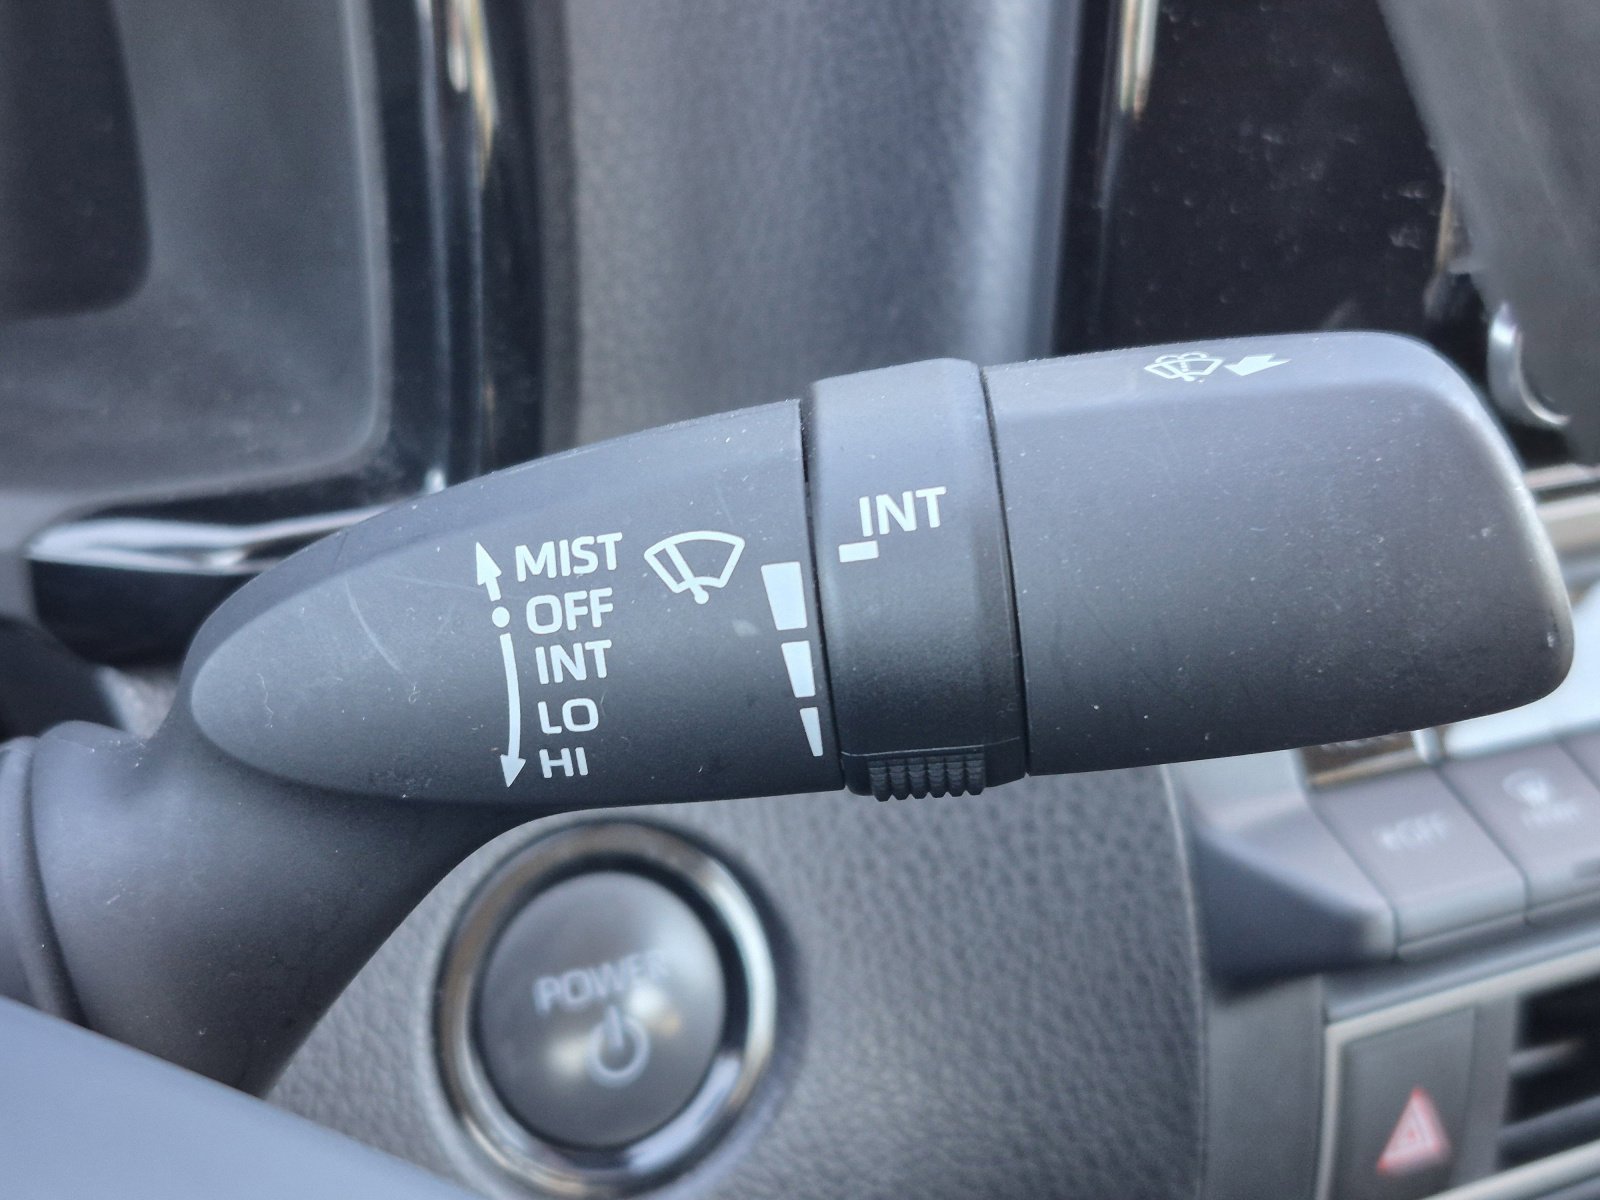 MIST
OFF
INT
LO
HI
INT
POWER